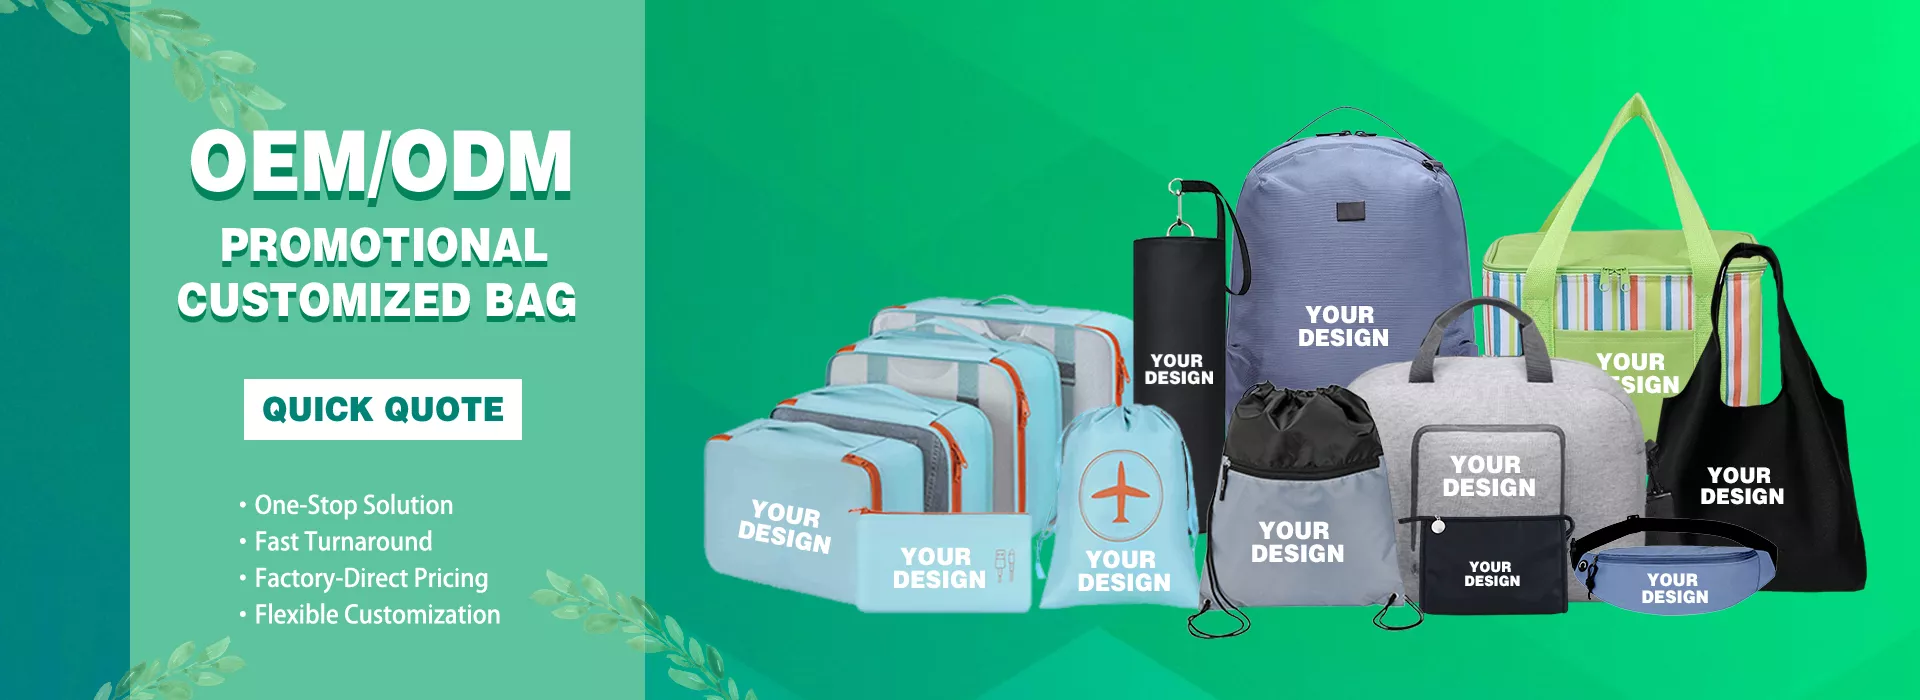 OEM/ODM
PROMOTIONAL
CUSTOMIZED BAG
QUICK QUOTE
• One-Stop Solution
• Fast Turnaround
• Factory-Direct Pricing
• Flexible Customization
YOUR
DESIGN
YOUR
DESIGN
YOUR
DESIGN
YOUR
DESIGN
YOUR
DESIGN
YOUR
DESIGN
YOUR
DESIGN
YOUR
DESIGN
YOUR
SIGN
YOUR
DESIGN
YOUR
DESIGN